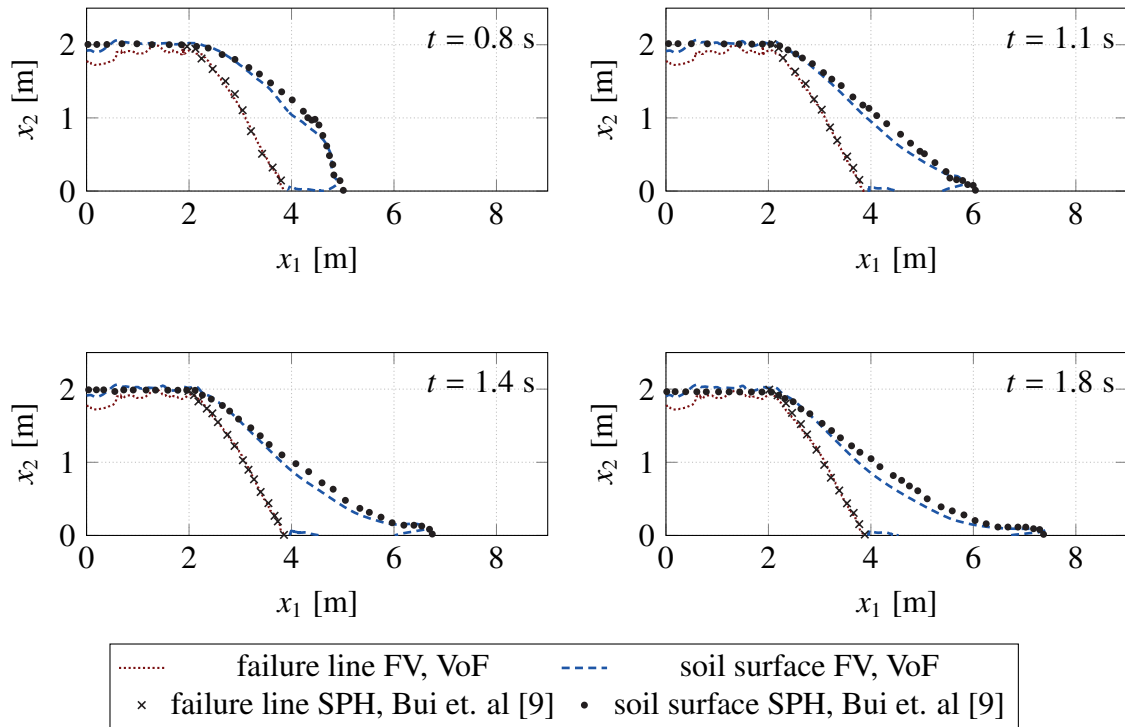 t = 0.8 s
x2 [m]
2
1
0
0 2 4 6 8
x1 [m]
t = 1.1 s
x2 [m]
2
1
0
0 2 4 6 8
x1 [m]
t = 1.4 s
x2 [m]
2
1
0
0 2 4 6 8
x1 [m]
t = 1.8 s
x2 [m]
2
1
0
0 2 4 6 8
x1 [m]
failure line FV, VoF soil surface FV, VoF
failure line SPH, Bui et. al [9] soil surface SPH, Bui et. al [9]